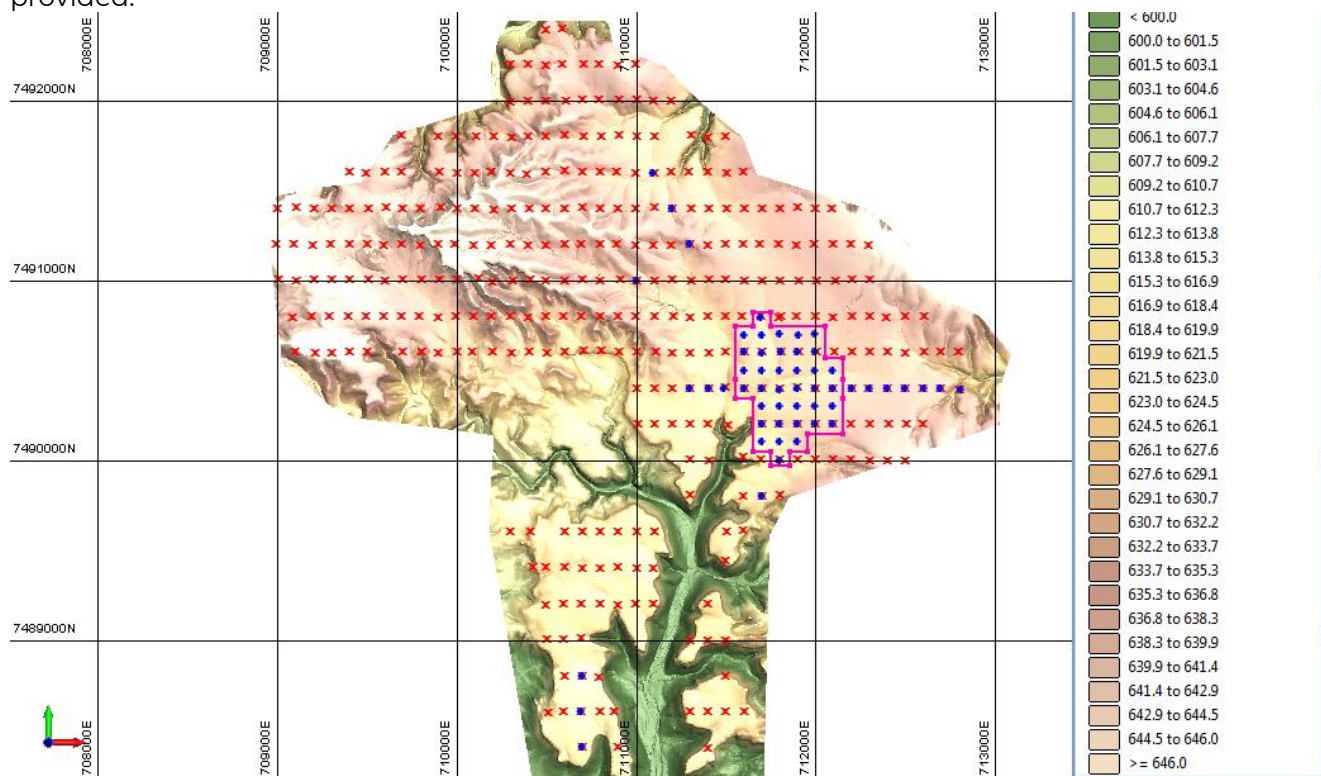 provided.
708000E
709000E
710000E
711000E
712000E
713000E
7492000N
7491000N
7490000N
7489000N
708000E
709000E
710000E
711000E
712000E
713000E
< 600.0
600.0 to 601.5
601.5 to 603.1
603.1 to 604.6
604.6 to 606.1
606.1 to 607.7
607.7 to 609.2
609.2 to 610.7
610.7 to 612.3
612.3 to 613.8
613.8 to 615.3
615.3 to 616.9
616.9 to 618.4
618.4 to 619.9
619.9 to 621.5
621.5 to 623.0
623.0 to 624.5
624.5 to 626.1
626.1 to 627.6
627.6 to 629.1
629.1 to 630.7
630.7 to 632.2
632.2 to 633.7
633.7 to 635.3
635.3 to 636.8
636.8 to 638.3
638.3 to 639.9
639.9 to 641.4
641.4 to 642.9
642.9 to 644.5
644.5 to 646.0
>= 646.0